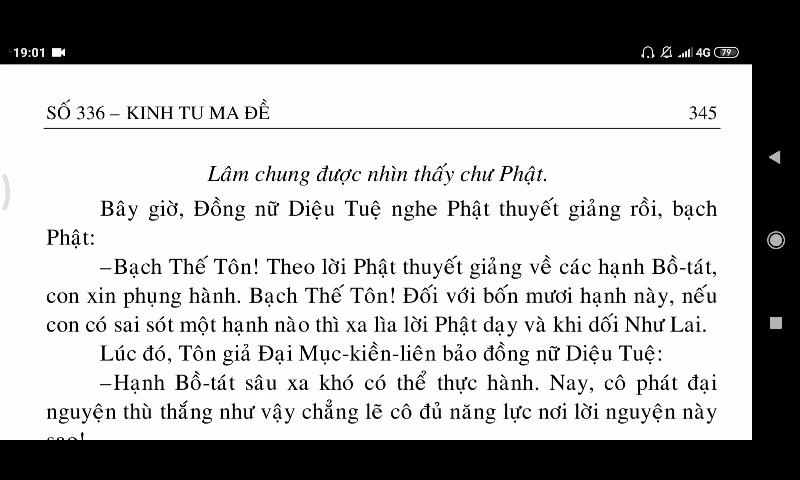 19:01
4G 79
SỐ 336 – KINH TU MA ĐỀ 345
Lâm chung được nhìn thấy chư Phật.
Bây giờ, Đồng nữ Diệu Tuệ nghe Phật thuyết giảng rồi, bạch
Phật:
–Bạch Thế Tôn! Theo lời Phật thuyết giảng về các hạnh Bồ-tát,
con xin phụng hành. Bạch Thế Tôn! Đối với bốn mươi hạnh này, nếu
con có sai sót một hạnh nào thì xa lìa lời Phật dạy và khi dối Như Lai.
Lúc đó, Tôn giả Đại Mục-kiền-liên bảo đồng nữ Diệu Tuệ:
–Hạnh Bồ-tát sâu xa khó có thể thực hành. Nay, cô phát đại
nguyện thù thắng như vậy chẳng lẽ cô đủ năng lực nơi lời nguyện này
sao!